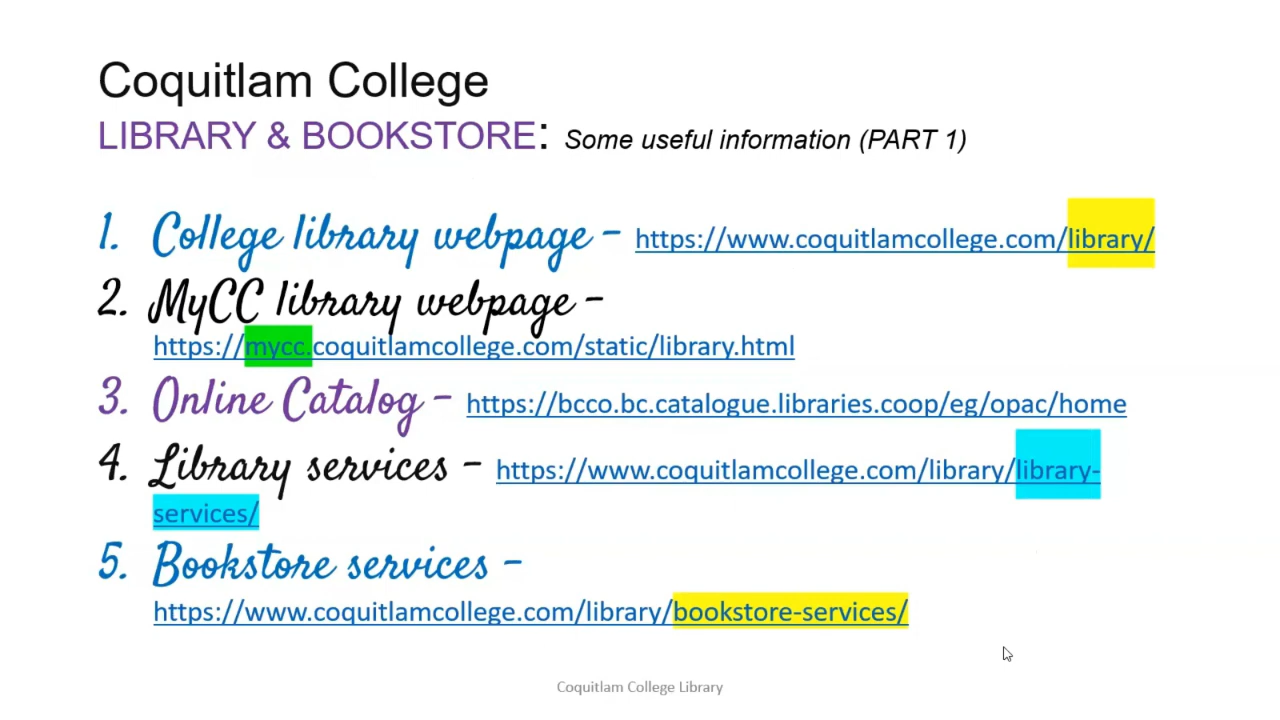 Coquitlam College
LIBRARY & BOOKSTORE: Some useful information (PART 1)
1. College library webpage – https://www.coquitlamcollege.com/library/
2. MyCC library webpage –
https://mycc.coquitlamcollege.com/static/library.html
3. Online Catalog – https://bcco.bc.catalogue.libraries.coop/eg/opac/home
4. Library services – https://www.coquitlamcollege.com/library/library-
services/
5. Bookstore services –
https://www.coquitlamcollege.com/library/bookstore-services/
Coquitlam College Library